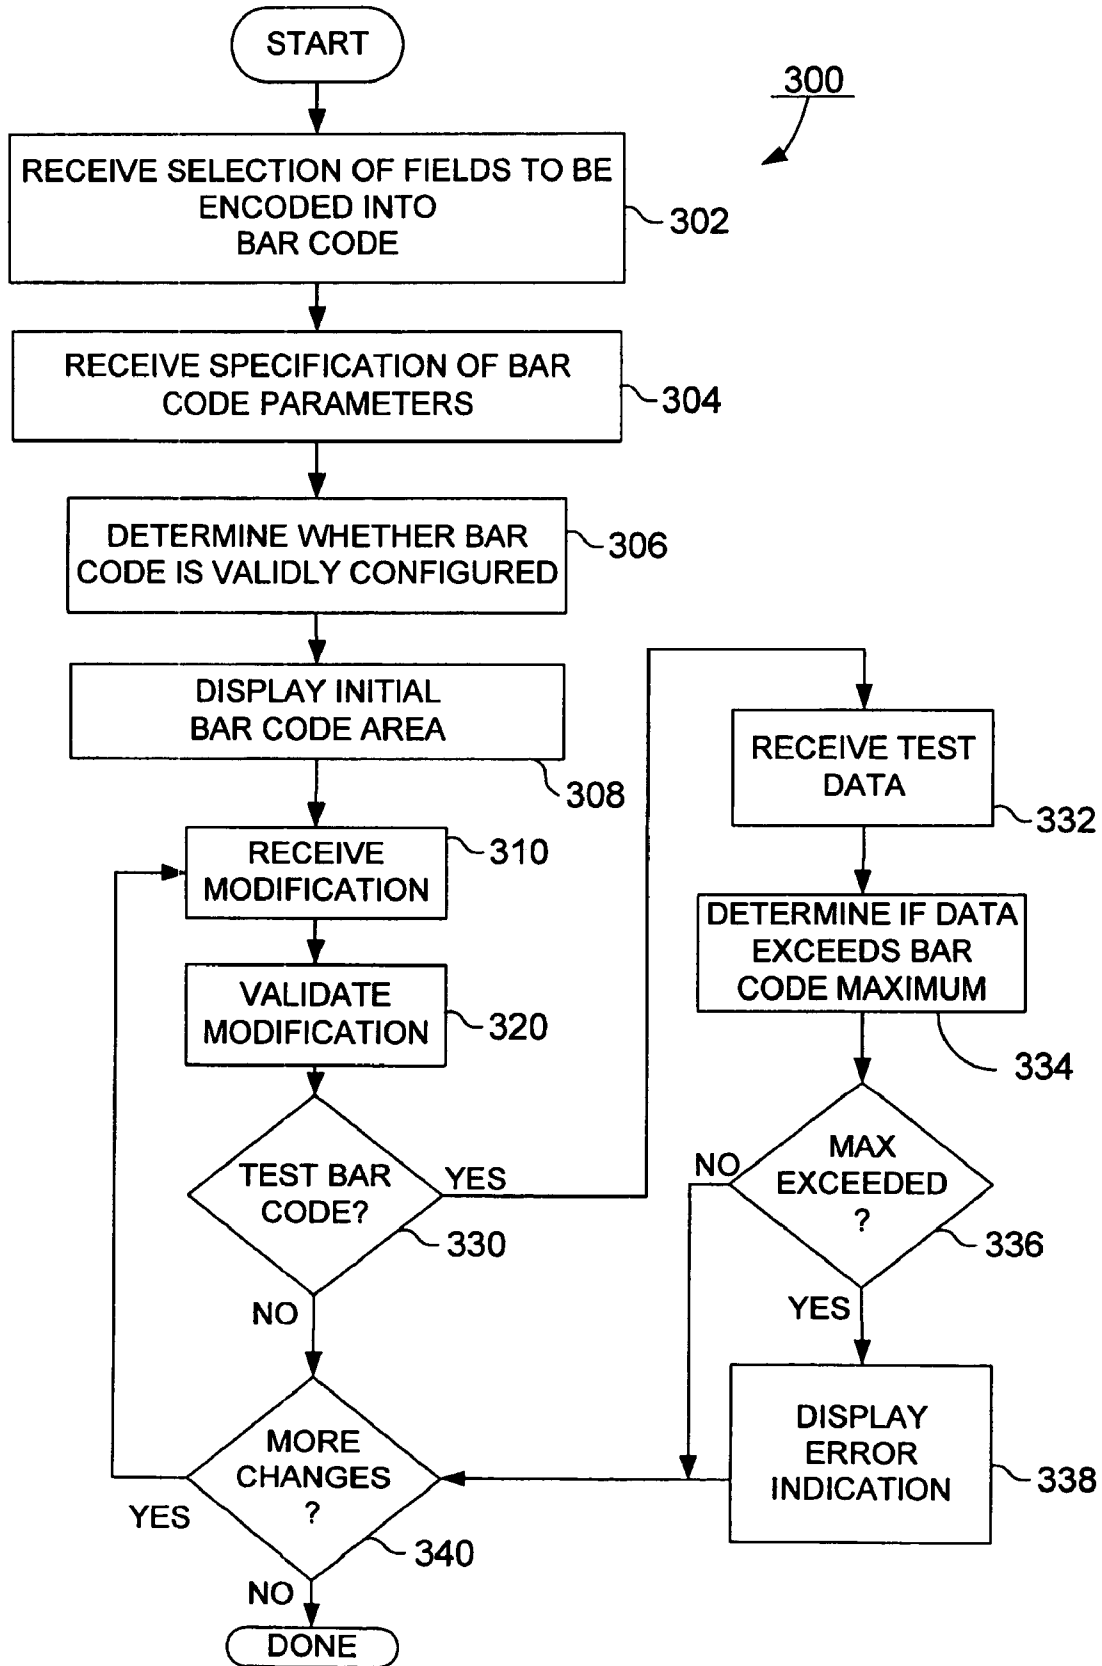 START
300
RECEIVE SELECTION OF FIELDS TO BE
ENCODED INTO
BAR CODE
302
RECEIVE SPECIFICATION OF BAR
CODE PARAMETERS
304
DETERMINE WHETHER BAR
CODE IS VALIDLY CONFIGURED
306
DISPLAY INITIAL
BAR CODE AREA
308
RECEIVE
MODIFICATION
310
VALIDATE
MODIFICATION
320
TEST BAR
CODE?
YES
330
NO
RECEIVE TEST
DATA
332
DETERMINE IF DATA
EXCEEDS BAR
CODE MAXIMUM
334
MAX
EXCEEDED
?
NO
336
YES
DISPLAY
ERROR
INDICATION
338
MORE
CHANGES
?
YES
340
NO
DONE